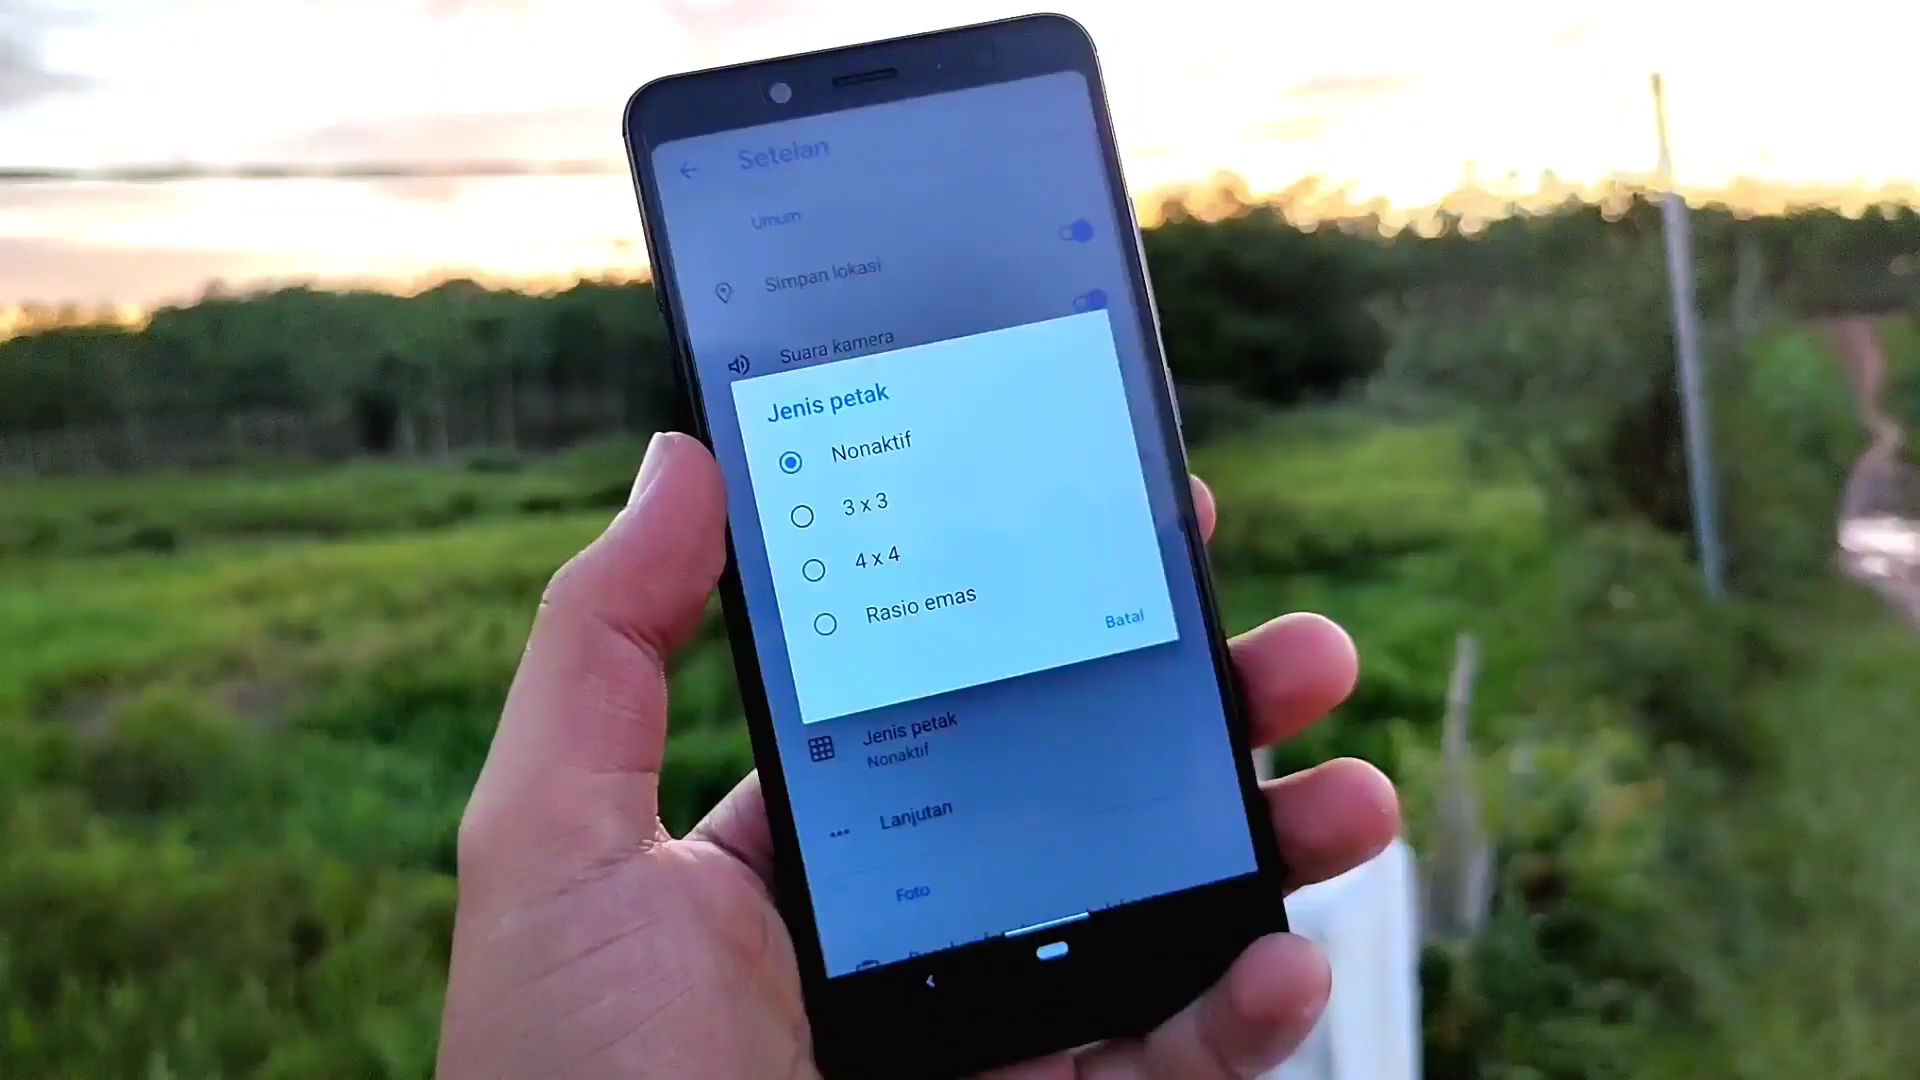 Setelan
Umum
Simpan lokasi
Suara kamera
Jenis petak
Nonaktif
3 x 3
4 x 4
Rasio emas
Batal
Jenis petak
Nonaktif
Lanjutan
Foto